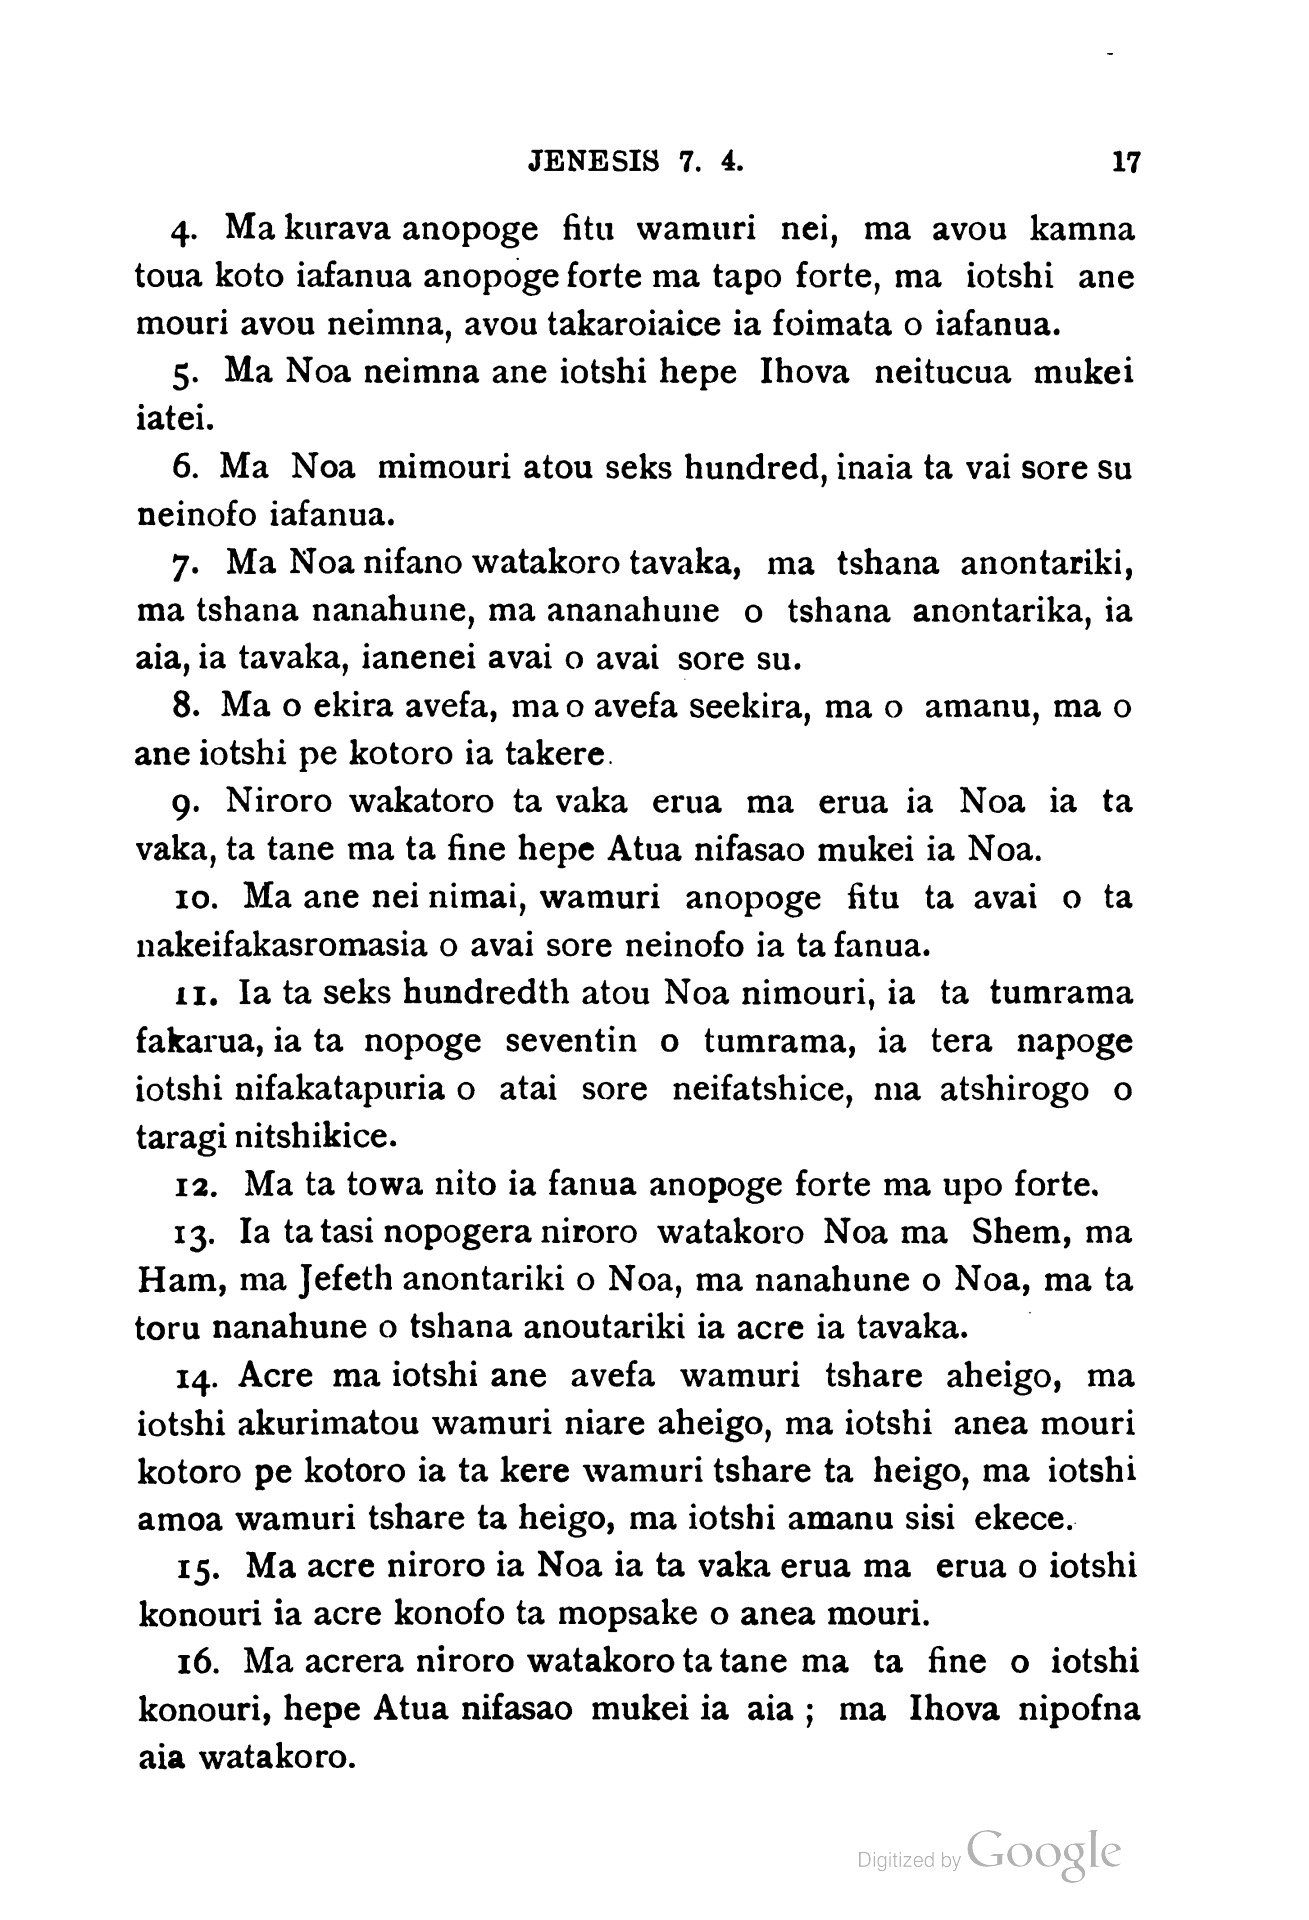 JENESIS 7. 4. 17
4. Ma kurava anopoge fitu wamuri nei, ma avou kamna
toua koto iafanua anopoge forte ma tapo forte, ma iotshi ane
mouri avou neimna, avou takaroiaice ia foimata o iafanua.
5. Ma Noa neimna ane iotshi hepe Ihova neitucua mukei
iatei.
6. Ma Noa mimouri atou seks hundred, inaia ta vai sore su
neinofo iafanua.
7. Ma Noa nifano watakoro tavaka, ma tshana anontariki,
ma tshana nanahune, ma ananahune o tshana anontarika, ia
aia, ia tavaka, ianenei avai o avai sore su.
8. Ma o ekira avefa, ma o avefa seekira, ma o amanu, ma o
ane iotshi pe kotoro ia takere.
9. Niroro wakatoro ta vaka erua ma erua ia Noa ia ta
vaka, ta tane ma ta fine hepe Atua nifasao mukei ia Noa.
10. Ma ane nei nimai, wamuri anopoge fitu ta avai o ta
nakeifakasromasia o avai sore neinofo ia ta fanua.
11. Ia ta seks hundredth atou Noa nimouri, ia ta tumrama
fakarua, ia ta nopoge seventin o tumrama, ia tera napoge
iotshi nifakatapuria o atai sore neifatshice, ma atshirogo o
taragi nitshikice.
12. Ma ta towa nito ia fanua anopoge forte ma upo forte.
13. Ia ta tasi nopogera niroro watakoro Noa ma Shem, ma
Ham, ma Jefeth anontariki o Noa, ma nanahune o Noa, ma ta
toru nanahune o tshana anoutariki ia acre ia tavaka.
14. Acre ma iotshi ane avefa wamuri tshare aheigo, ma
iotshi akurimatou wamuri niare aheigo, ma iotshi anea mouri
kotoro pe kotoro ia ta kere wamuri tshare ta heigo, ma iotshi
amoa wamuri tshare ta heigo, ma iotshi amanu sisi ekece.
15. Ma acre niroro ia Noa ia ta vaka erua ma erua o iotshi
konouri ia acre konofo ta mopsake o anea mouri.
16. Ma acrera niroro watakoro ta tane ma ta fine o iotshi
konouri, hepe Atua nifasao mukei ia aia ; ma Ihova nipofna
aia watakoro.
Digitized by Google